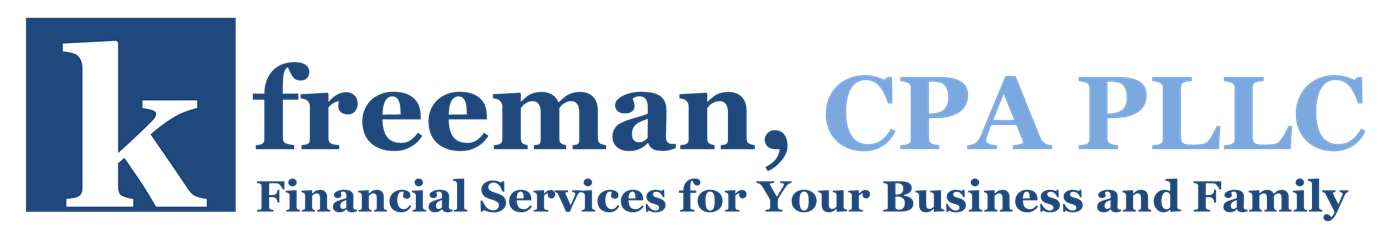 k freeman, CPA PLLC
Financial Services for Your Business and Family